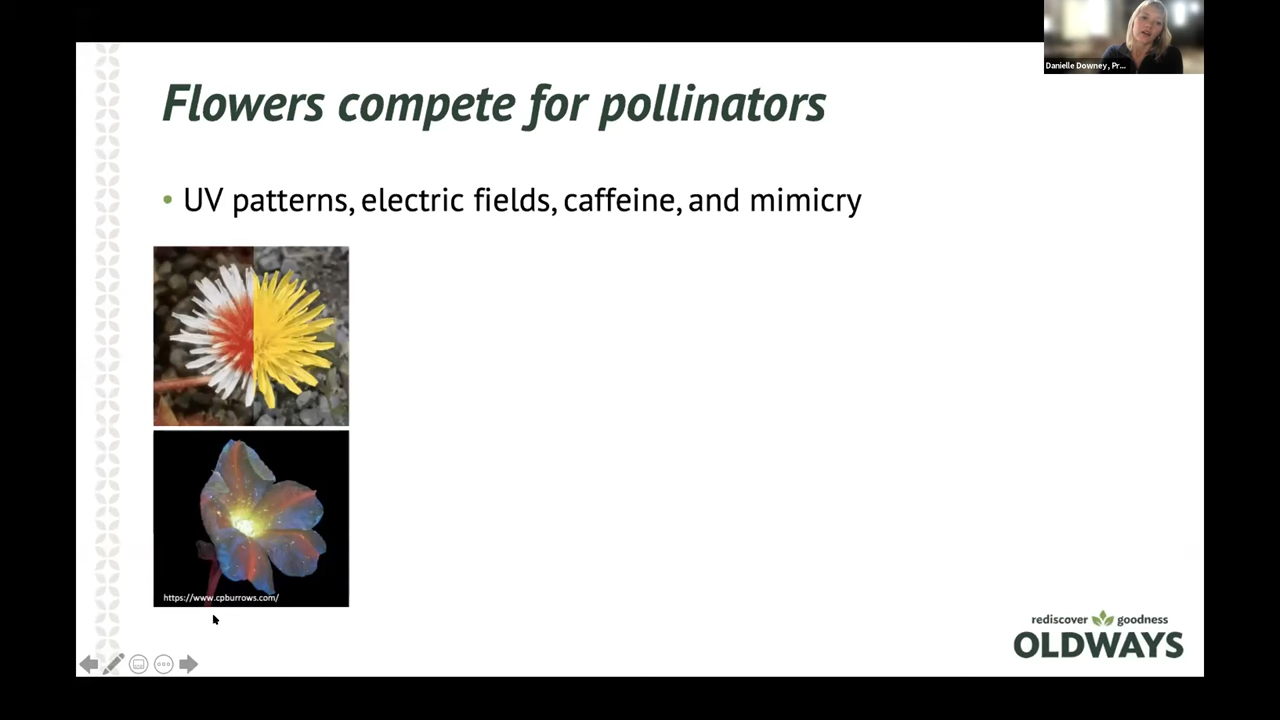 Danielle Downey, Pr...
Flowers compete for pollinators
• UV patterns, electric fields, caffeine, and mimicry
https://www.cpburrows.com/
rediscover goodness
OLDWAYS